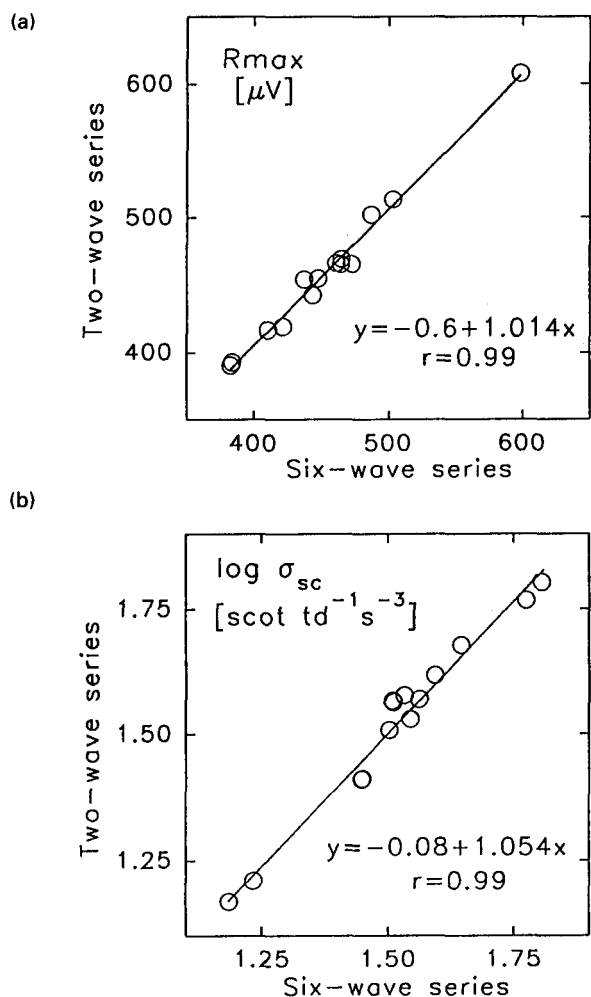 (a)
Rmax
[μV]
600
500
400
Two-wave series
y=-0.6+1.014x
r=0.99
400 500 600
Six-wave series
(b)
log σsc
[scot td⁻¹s⁻³]
1.75
1.50
1.25
Two-wave series
y=-0.08+1.054x
r=0.99
1.25 1.50 1.75
Six-wave series